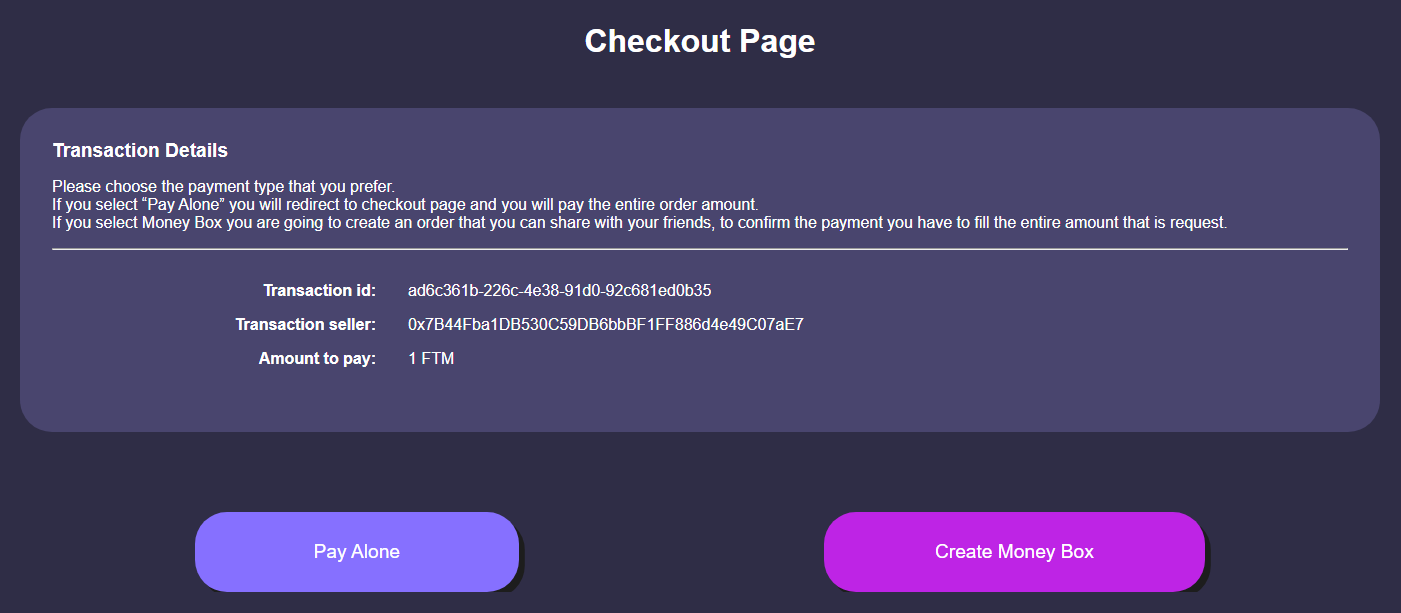 Checkout Page
Transaction Details
Please choose the payment type that you prefer.
If you select “Pay Alone” you will redirect to checkout page and you will pay the entire order amount.
If you select Money Box you are going to create an order that you can share with your friends, to confirm the payment you have to fill the entire amount that is request.
Transaction id: ad6c361b-226c-4e38-91d0-92c681ed0b35
Transaction seller: 0x7B44Fba1DB530C59DB6bbBF1FF886d4e49C07aE7
Amount to pay: 1 FTM
Pay Alone
Create Money Box